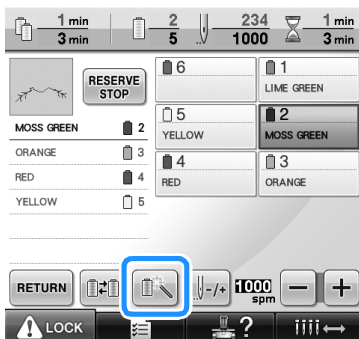 1 min
3 min
2
5
234
1000
1 min
3 min
RESERVE
STOP
MOSS GREEN 2
ORANGE 3
RED 4
YELLOW 5
6
1
LIME GREEN
5
YELLOW
2
MOSS GREEN
4
RED
3
ORANGE
RETURN
-/+
1000
spm
− +
LOCK
?